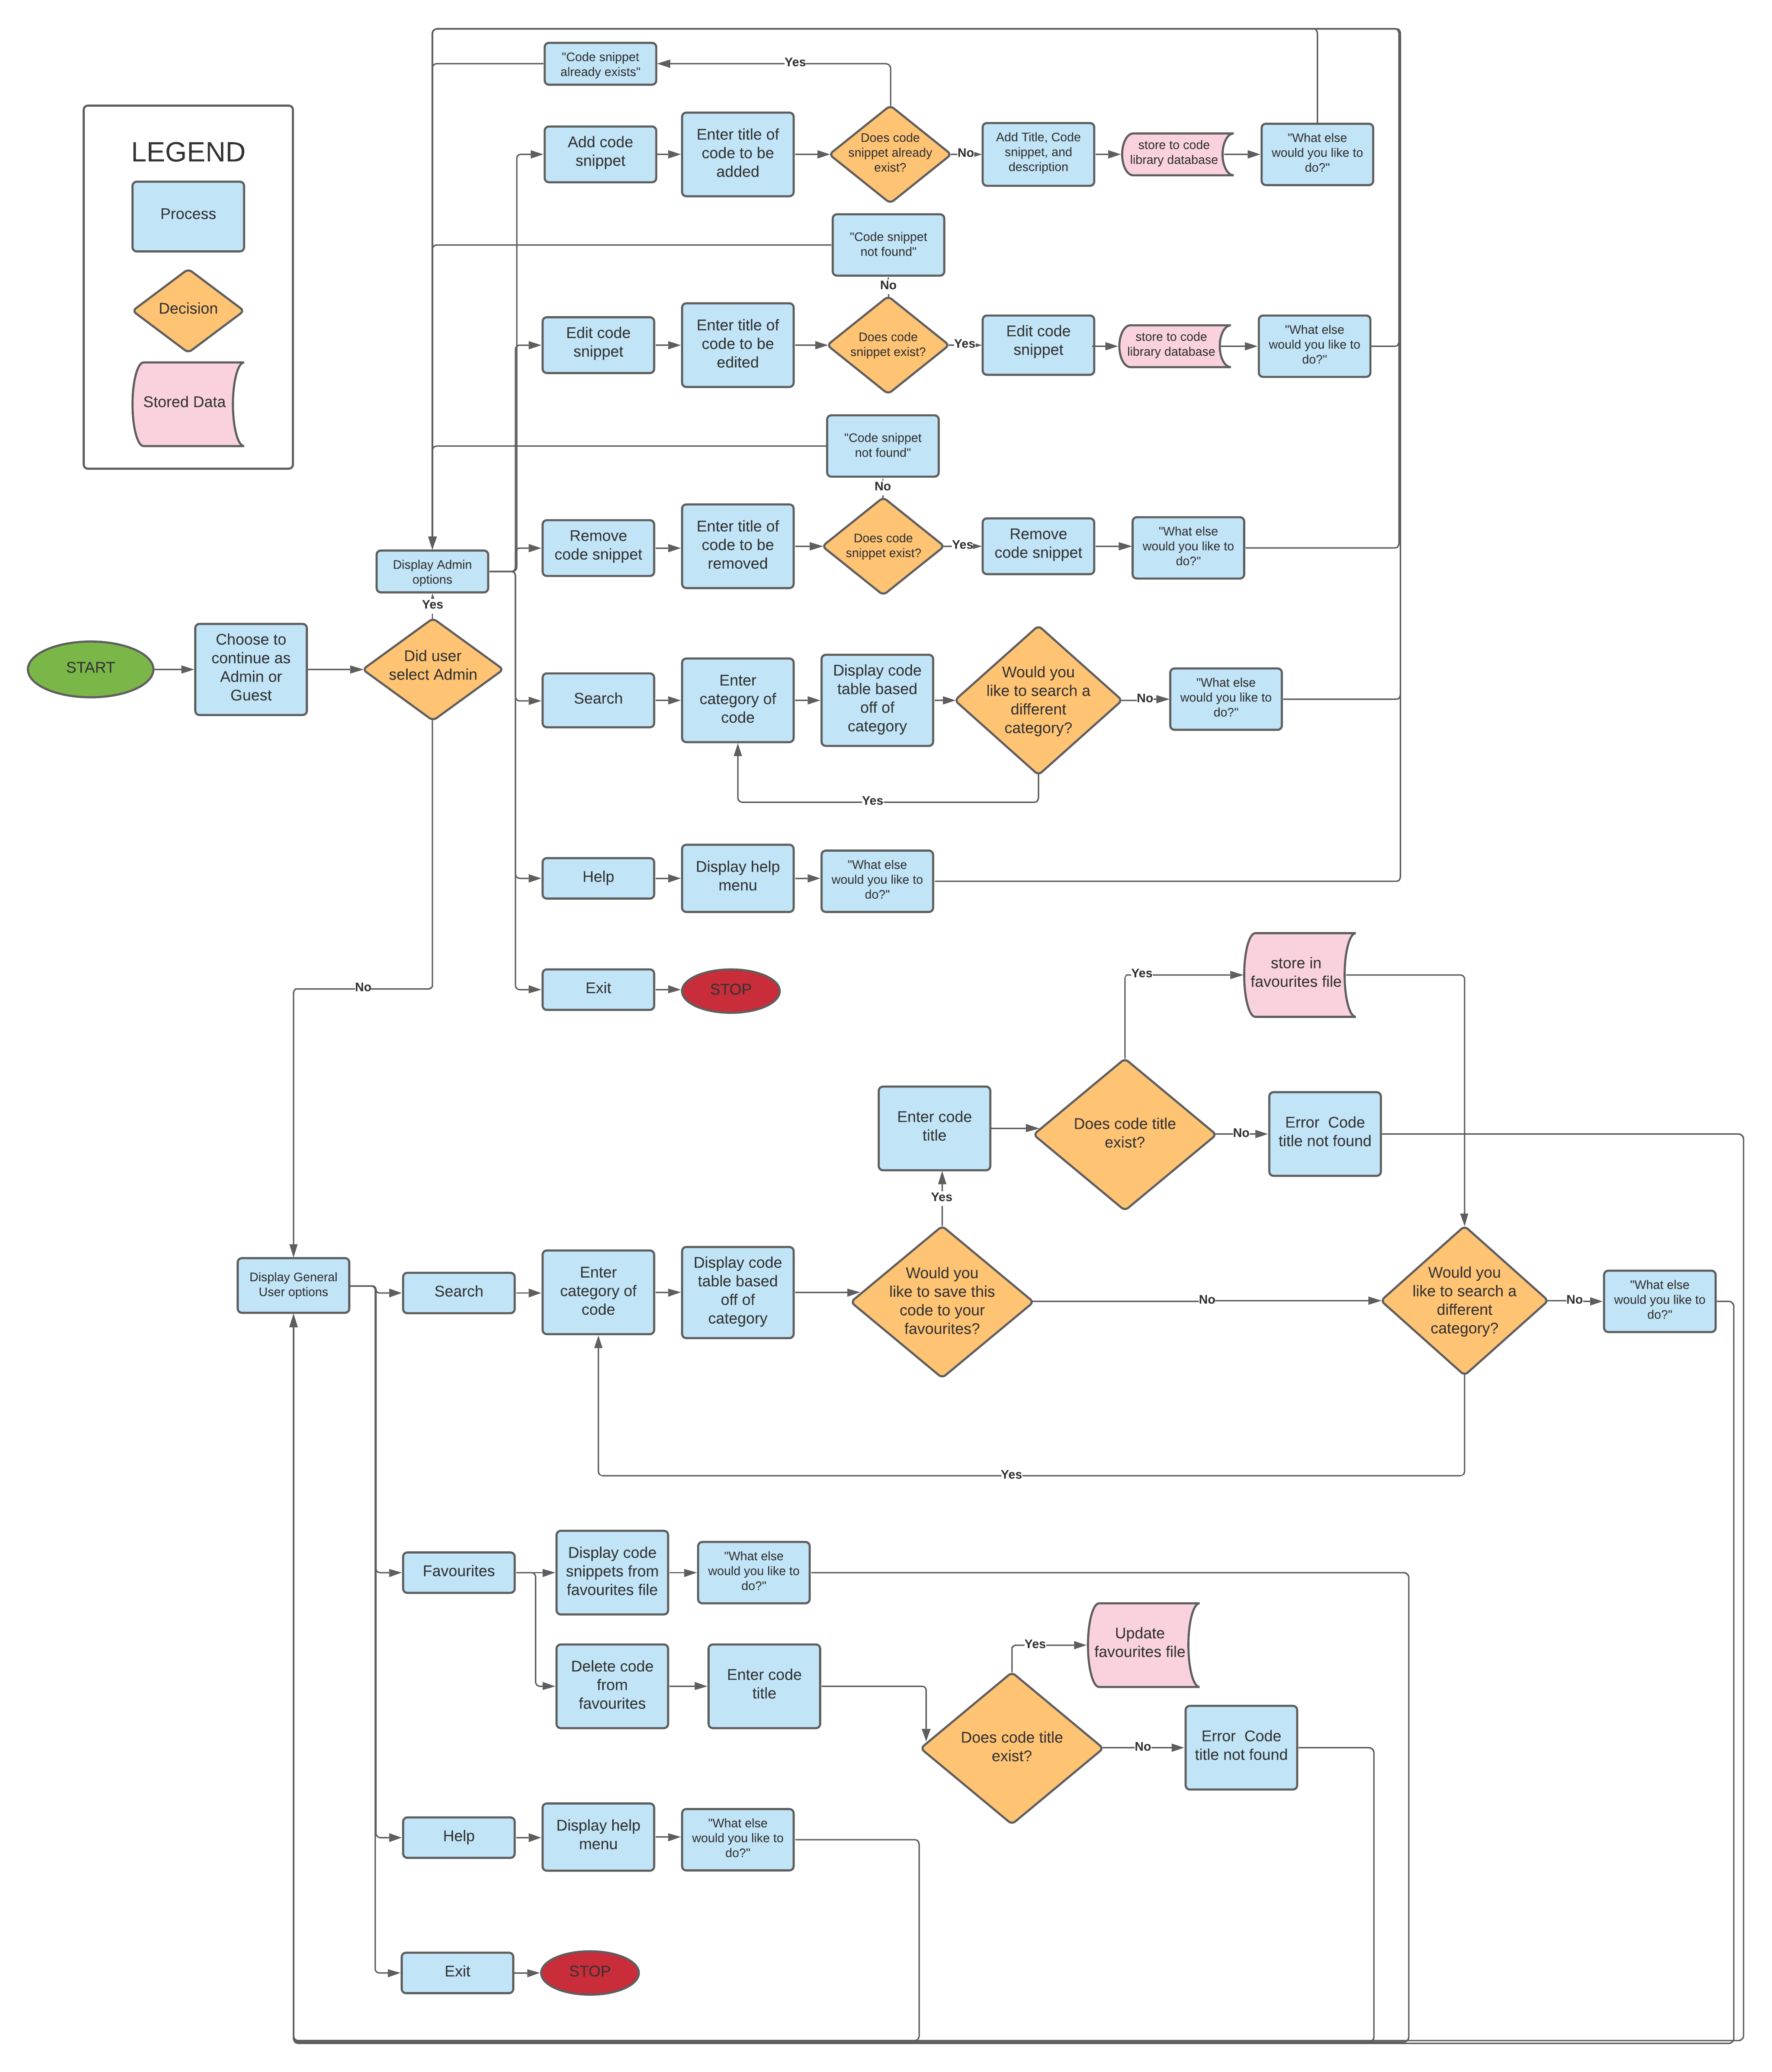 LEGEND
Process
Decision
Stored Data
"Code snippet
already exists"
Yes
Add code
snippet
Enter title of
code to be
added
Does code
snippet already
exist?
No
Add Title, Code
snippet, and
description
store to code
library database
"What else
would you like to
do?"
"Code snippet
not found"
No
Edit code
snippet
Enter title of
code to be
edited
Does code
snippet exist?
Yes
Edit code
snippet
store to code
library database
"What else
would you like to
do?"
"Code snippet
not found"
No
Remove
code snippet
Enter title of
code to be
removed
Does code
snippet exist?
Yes
Remove
code snippet
"What else
would you like to
do?"
Display Admin
options
Yes
START
Choose to
continue as
Admin or
Guest
Did user
select Admin
Search
Enter
category of
code
Display code
table based
off of
category
Would you
like to search a
different
category?
No
"What else
would you like to
do?"
Yes
Help
Display help
menu
"What else
would you like to
do?"
Exit
STOP
No
Yes
store in
favourites file
Enter code
title
Does code title
exist?
No
Error  Code
title not found
Yes
Display General
User options
Search
Enter
category of
code
Display code
table based
off of
category
Would you
like to save this
code to your
favourites?
No
Would you
like to search a
different
category?
No
"What else
would you like to
do?"
Yes
Favourites
Display code
snippets from
favourites file
"What else
would you like to
do?"
Delete code
from
favourites
Enter code
title
Yes
Update
favourites file
Does code title
exist?
No
Error  Code
title not found
Help
Display help
menu
"What else
would you like to
do?"
Exit
STOP